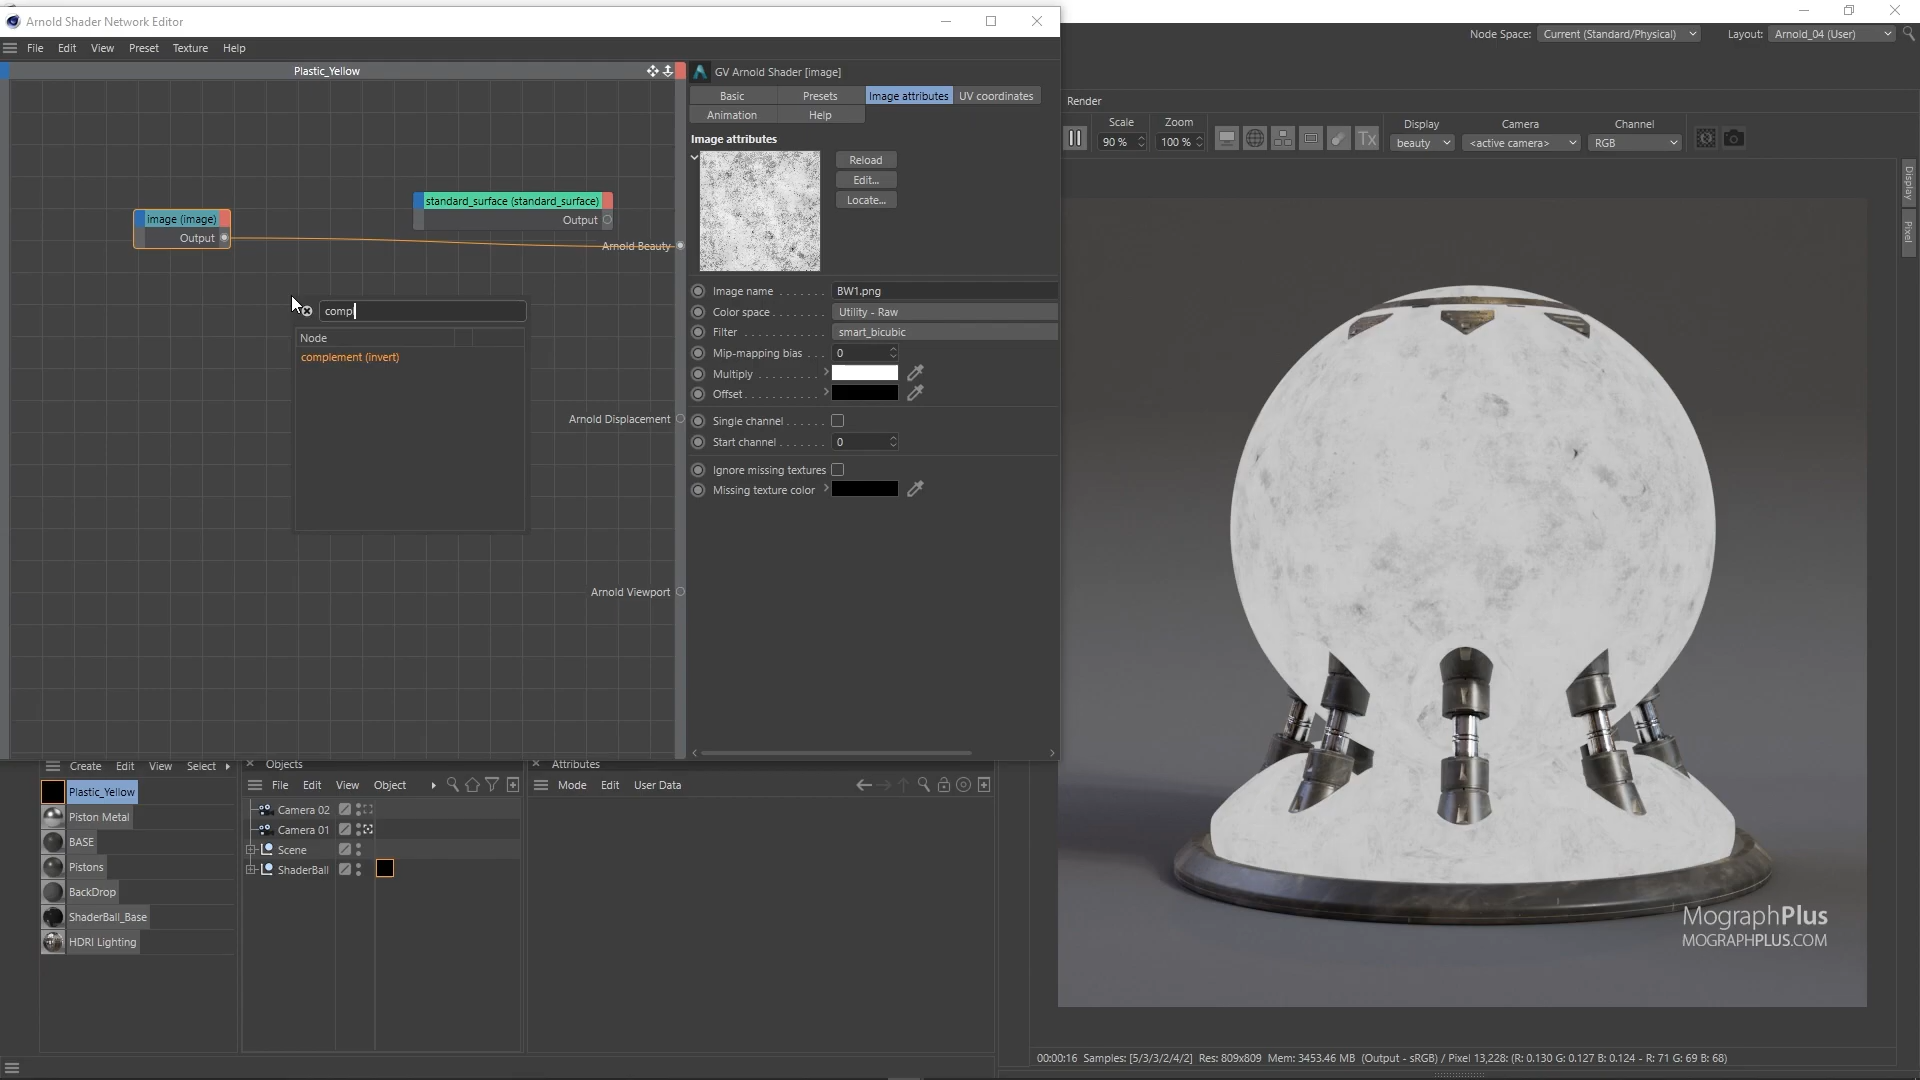 Arnold Shader Network Editor
File Edit View Preset Texture Help
Node Space: Current (Standard/Physical) Layout: Arnold_04 (User)
Plastic_Yellow
image (image)
Output
standard_surface (standard_surface)
Output
Arnold Beauty
Arnold Displacement
Arnold Viewport
comp
Node
complement (invert)
GV Arnold Shader [image]
Basic Presets Image attributes UV coordinates
Animation Help
Image attributes
Reload
Edit...
Locate...
Image name . . . . . . . BW1.png
Color space . . . . . . . Utility - Raw
Filter . . . . . . . . . . . . smart_bicubic
Mip-mapping bias . . . 0
Multiply . . . . . . . . .
Offset . . . . . . . . . . .
Single channel . . . . . .
Start channel . . . . . . . 0
Ignore missing textures
Missing texture color
Render
Scale Zoom Display Camera Channel
90 % 100 % Tx beauty <active camera> RGB
Display
Pixel
MographPlus
MOGRAPHPLUS.COM
00:00:16 Samples: [5/3/3/2/4/2] Res: 809x809 Mem: 3453.46 MB (Output - sRGB) / Pixel 13,228: (R: 0.130 G: 0.127 B: 0.124 - R: 71 G: 69 B: 68)
Create Edit View Select
Plastic_Yellow
Piston Metal
BASE
Pistons
BackDrop
ShaderBall_Base
HDRI Lighting
Objects
File Edit View Object
Camera 02
Camera 01
Scene
ShaderBall
Attributes
Mode Edit User Data